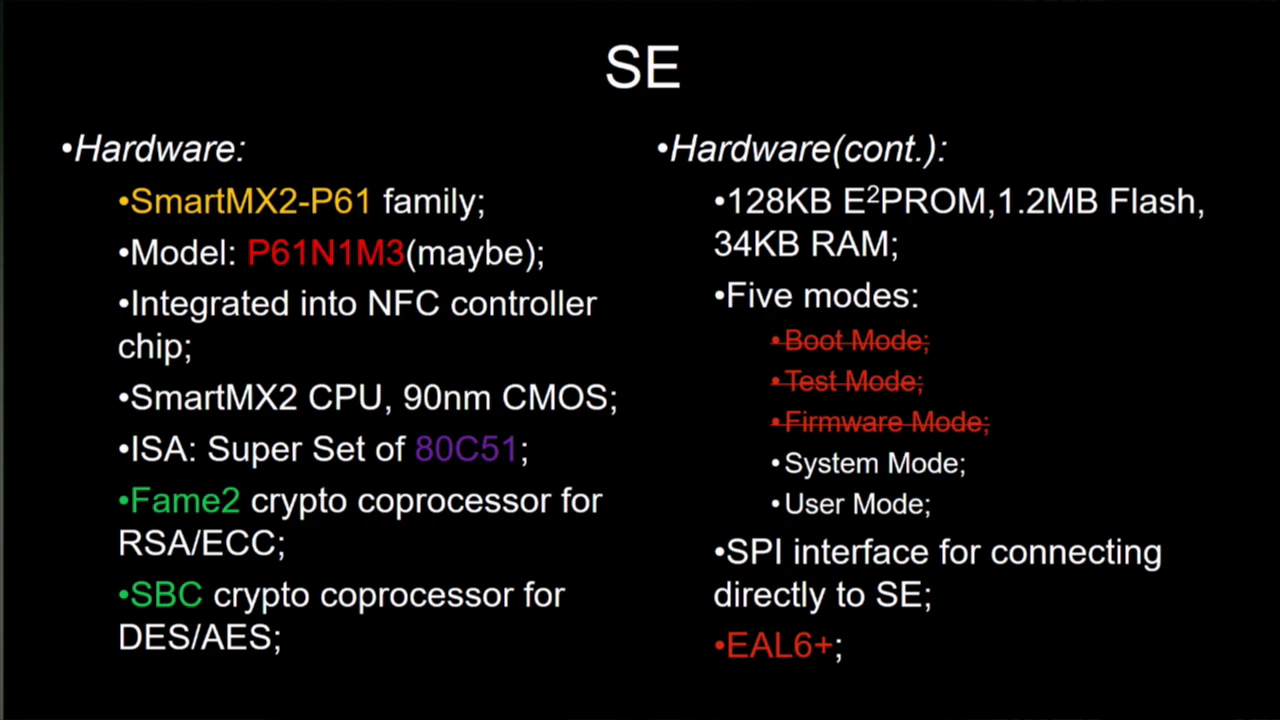 SE
•Hardware:
•SmartMX2-P61 family;
•Model: P61N1M3(maybe);
•Integrated into NFC controller
chip;
•SmartMX2 CPU, 90nm CMOS;
•ISA: Super Set of 80C51;
•Fame2 crypto coprocessor for
RSA/ECC;
•SBC crypto coprocessor for
DES/AES;
•Hardware(cont.):
•128KB E²PROM,1.2MB Flash,
34KB RAM;
•Five modes:
•Boot Mode;
•Test Mode;
•Firmware Mode;
•System Mode;
•User Mode;
•SPI interface for connecting
directly to SE;
•EAL6+;